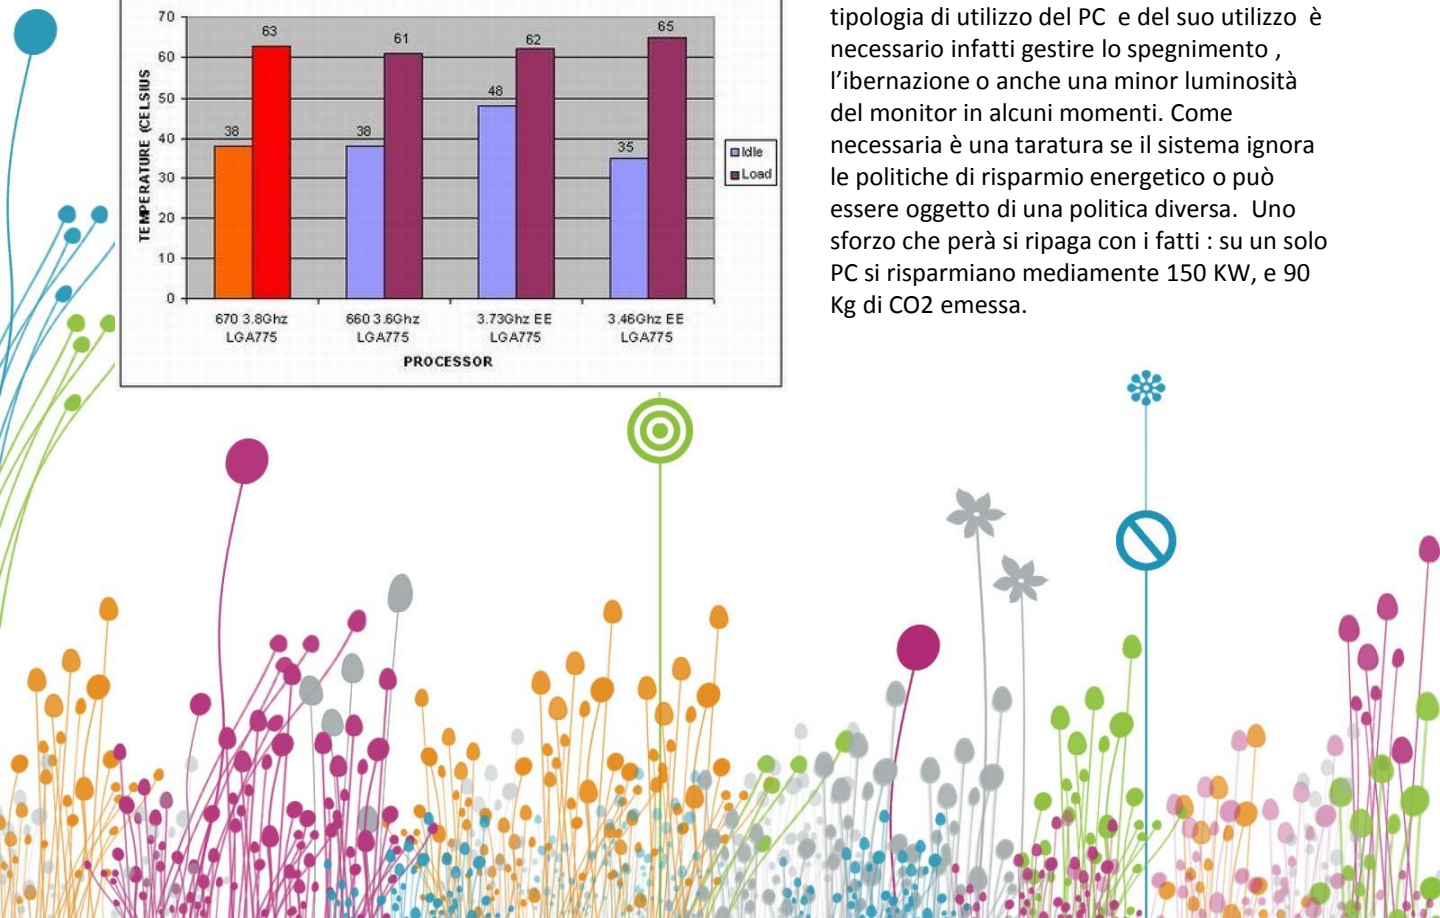 70
60
50
40
30
20
10
0
TEMPERATURE (CELSIUS
38
63
38
61
48
62
35
65
Idle
Load
670 3.8Ghz
LGA775
660 3.6Ghz
LGA775
3.73Ghz EE
LGA775
3.46Ghz EE
LGA775
PROCESSOR
tipologia di utilizzo del PC e del suo utilizzo è
necessario infatti gestire lo spegnimento ,
l’ibernazione o anche una minor luminosità
del monitor in alcuni momenti. Come
necessaria è una taratura se il sistema ignora
le politiche di risparmio energetico o può
essere oggetto di una politica diversa. Uno
sforzo che perà si ripaga con i fatti : su un solo
PC si risparmiano mediamente 150 KW, e 90
Kg di CO2 emessa.